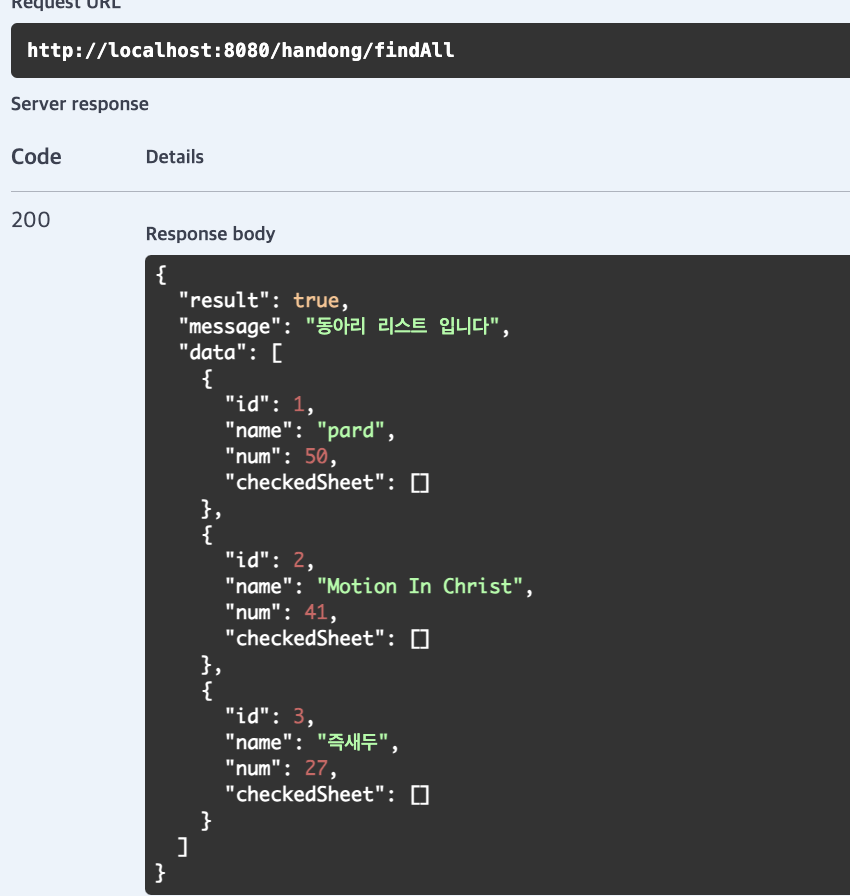 Request URL
http://localhost:8080/handong/findAll
Server response
Code Details
200
Response body
{
"result": true,
"message": "동아리 리스트 입니다",
"data": [
{
"id": 1,
"name": "pard",
"num": 50,
"checkedSheet": []
},
{
"id": 2,
"name": "Motion In Christ",
"num": 41,
"checkedSheet": []
},
{
"id": 3,
"name": "즉새두",
"num": 27,
"checkedSheet": []
}
]
}